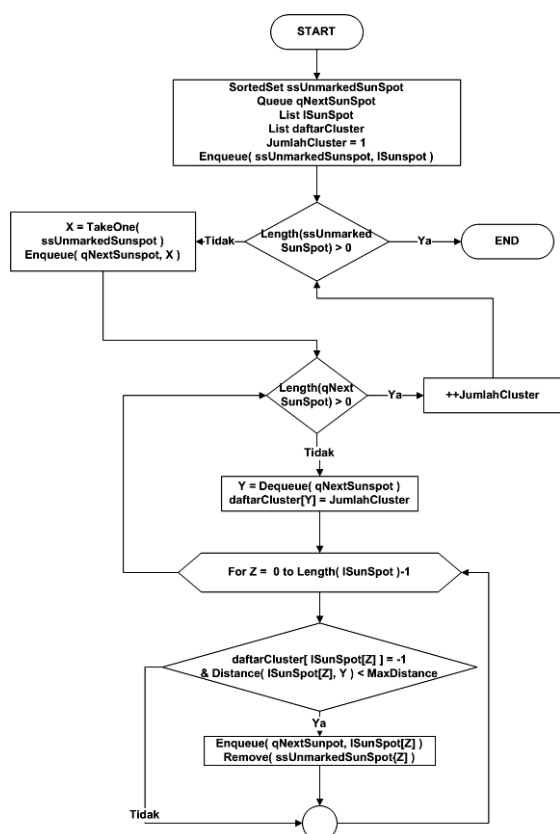 START
SortedSet ssUnmarkedSunSpot
Queue qNextSunSpot
List lSunSpot
List daftarCluster
JumlahCluster = 1
Enqueue( ssUnmarkedSunspot, lSunspot )
X = TakeOne(
ssUnmarkedSunspot
)
Enqueue( qNextSunspot, X )
Tidak
Length(ssUnmarked
SunSpot) > 0
Ya
END
Length(qNext
SunSpot) > 0
Ya
++JumlahCluster
Tidak
Y = Dequeue( qNextSunspot )
daftarCluster[Y] = JumlahCluster
For Z = 0 to Length( lSunSpot )-1
daftarCluster[ lSunSpot[Z] ] = -1
& Distance( lSunSpot[Z], Y ) < MaxDistance
Ya
Enqueue( qNextSunpot, lSunSpot[Z] )
Remove( ssUnmarkedSunSpot{Z] )
Tidak